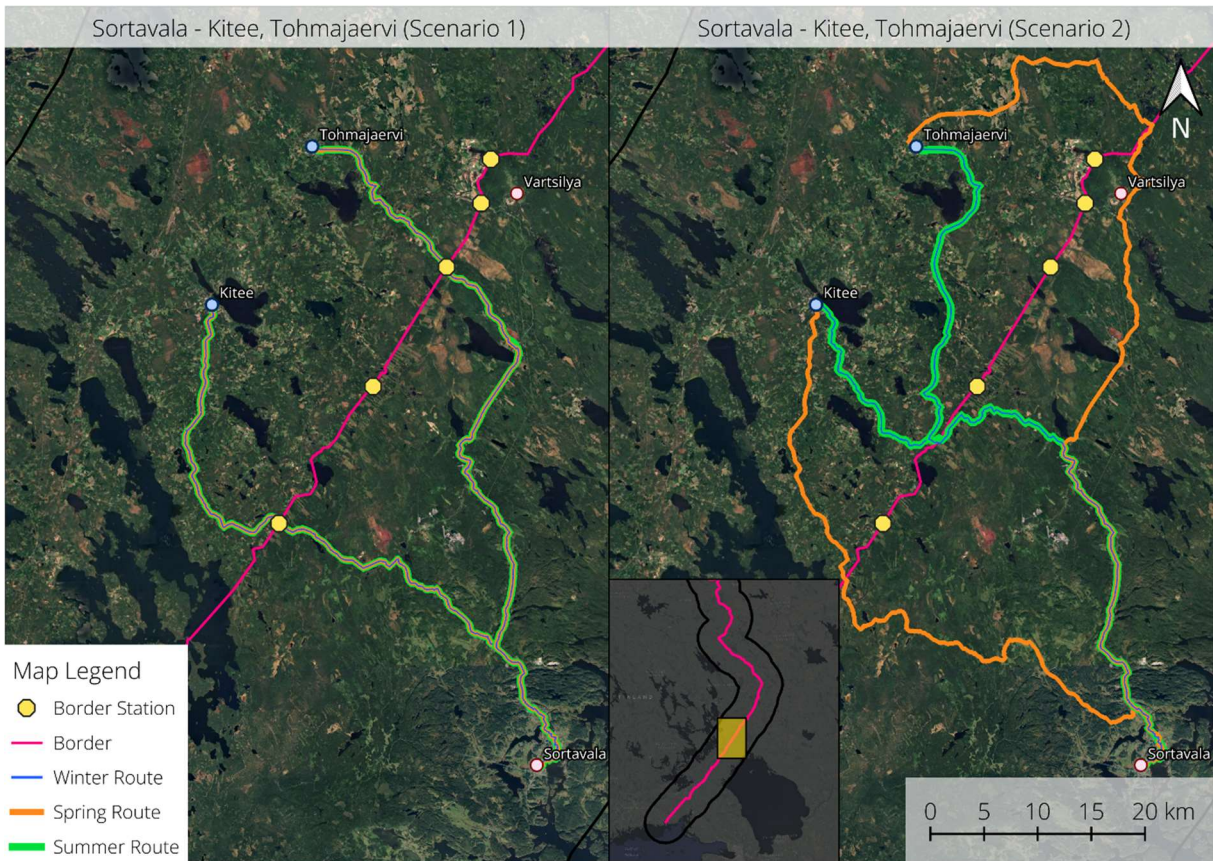 Sortavala - Kitee, Tohmajaervi (Scenario 1)
Sortavala - Kitee, Tohmajaervi (Scenario 2)
N
Tohmajaervi
Vartsilya
Kitee
Sortavala
Tohmajaervi
Vartsilya
Kitee
Sortavala
Map Legend
Border Station
Border
Winter Route
Spring Route
Summer Route
0 5 10 15 20 km